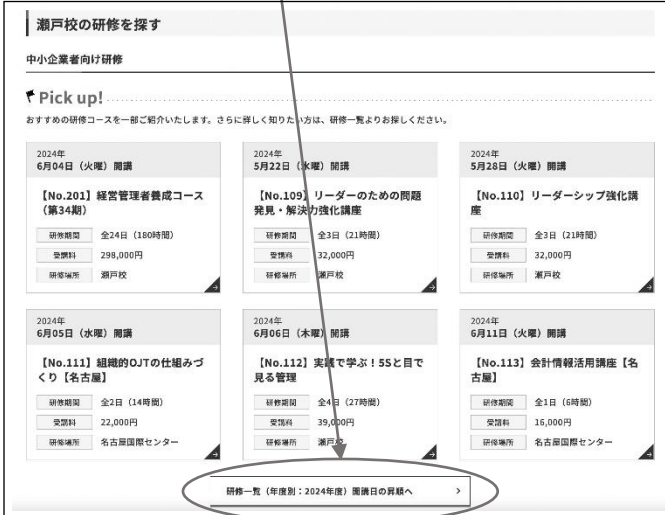 瀬戸校の研修を探す
中小企業者向け研修
Pick up!
おすすめの研修コースを一部ご紹介いたします。さらに詳しく知りたい方は、研修一覧よりお探しください。
2024年
6月04日（火曜）開講
【No.201】経営管理者養成コース
（第34期）
研修期間 全24日（180時間）
受講料 298,000円
研修場所 瀬戸校
2024年
5月22日（水曜）開講
【No.109】リーダーのための問題
発見・解決力強化講座
研修期間 全3日（21時間）
受講料 32,000円
研修場所 瀬戸校
2024年
5月28日（火曜）開講
【No.110】リーダーシップ強化講
座
研修期間 全3日（21時間）
受講料 32,000円
研修場所 瀬戸校
2024年
6月05日（水曜）開講
【No.111】組織的OJTの仕組みづ
くり【名古屋】
研修期間 全2日（14時間）
受講料 22,000円
研修場所 名古屋国際センター
2024年
6月06日（木曜）開講
【No.112】実践で学ぶ！5Sと目で
見る管理
研修期間 全4日（27時間）
受講料 39,000円
研修場所 瀬戸校
2024年
6月11日（火曜）開講
【No.113】会計情報活用講座【名
古屋】
研修期間 全1日（6時間）
受講料 16,000円
研修場所 名古屋国際センター
研修一覧（年度別：2024年度）開講日の昇順へ